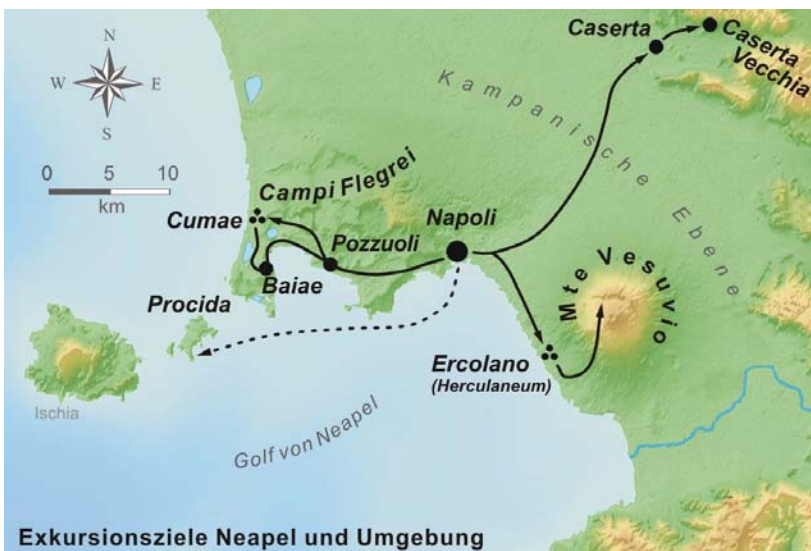 N
W E
S
0 5 10
km
Caserta
Caserta
Vecchia
Kampanische Ebene
Campi Flegrei
Cumae
Napoli
Pozzuoli
Baiae
Procida
Mte Vesuvio
Ercolano
(Herculaneum)
Ischia
Golf von Neapel
Exkursionsziele Neapel und Umgebung